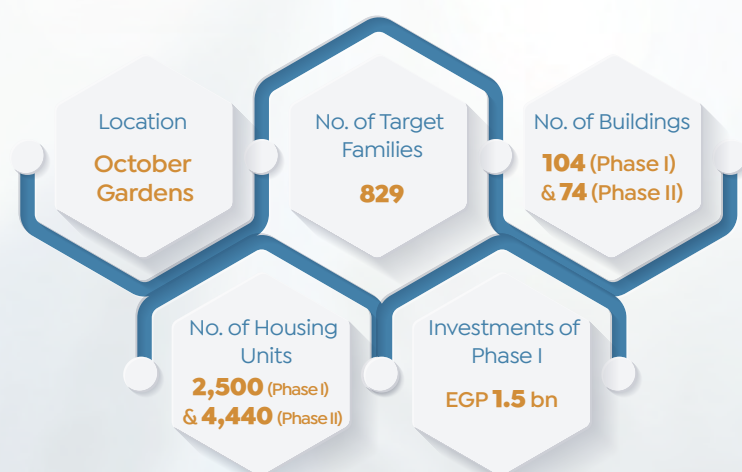 Location
October
Gardens
No. of Target
Families
829
No. of Buildings
104 (Phase I)
& 74 (Phase II)
No. of Housing
Units
2,500 (Phase I)
& 4,440 (Phase II)
Investments of
Phase I
EGP 1.5 bn